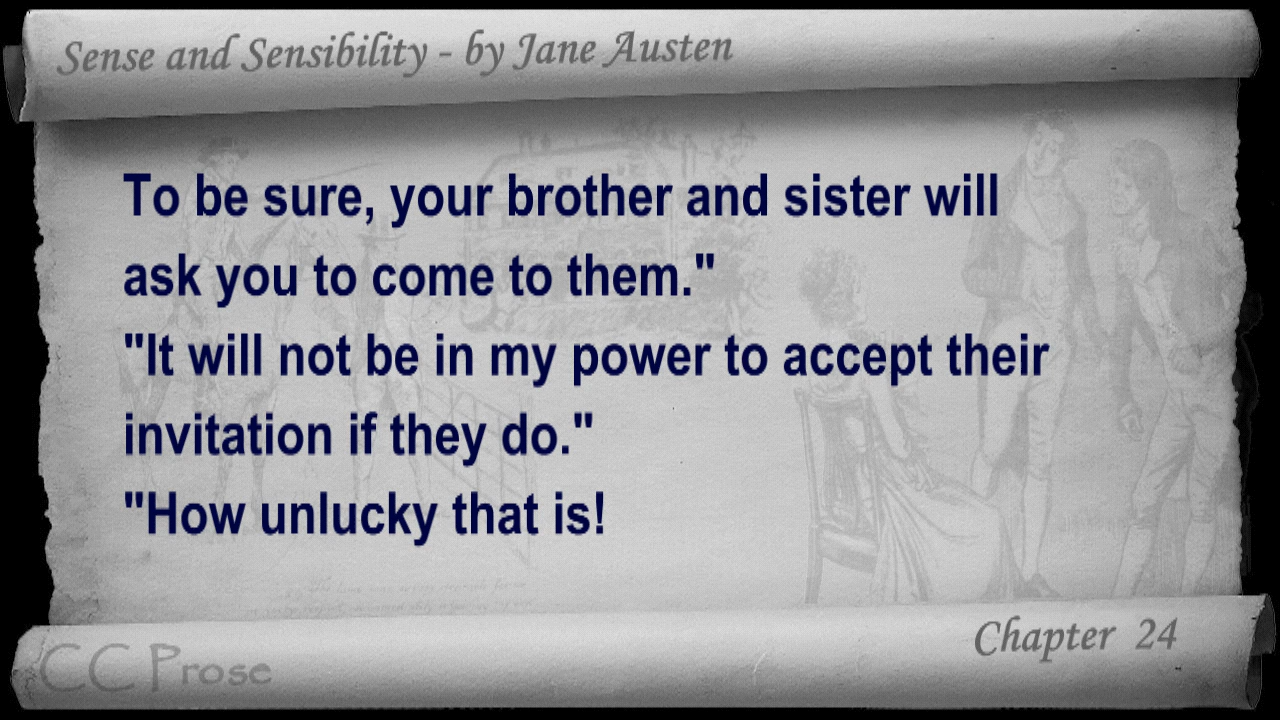 Sense and Sensibility - by Jane Austen
To be sure, your brother and sister will
ask you to come to them."
"It will not be in my power to accept their
invitation if they do."
"How unlucky that is!
Chapter 24
CC Prose